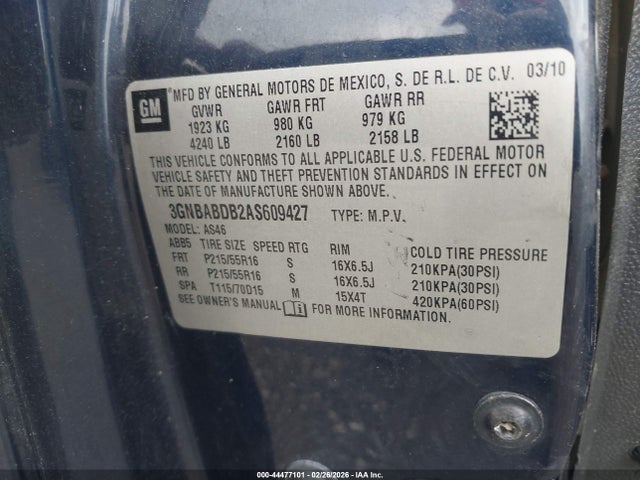 GM
MFD BY GENERAL MOTORS DE MEXICO, S. DE R.L. DE C.V. 03/10
GVWR GAWR FRT GAWR RR
1923 KG 980 KG 979 KG
4240 LB 2160 LB 2158 LB
THIS VEHICLE CONFORMS TO ALL APPLICABLE U.S. FEDERAL MOTOR
VEHICLE SAFETY AND THEFT PREVENTION STANDARDS IN EFFECT ON
THE DATE OF MANUFACTURE SHOWN ABOVE.
3GNBABDB2AS609427 TYPE: M.P.V.
MODEL: AS46
ABB5 TIRE SIZE SPEED RTG RIM COLD TIRE PRESSURE
FRT P215/55R16 S 16X6.5J 210KPA(30PSI)
RR P215/55R16 S 16X6.5J 210KPA(30PSI)
SPA T115/70D15 M 15X4T 420KPA(60PSI)
SEE OWNER'S MANUAL FOR MORE INFORMATION.
000-44477101 - 02/26/2026 - IAA Inc.